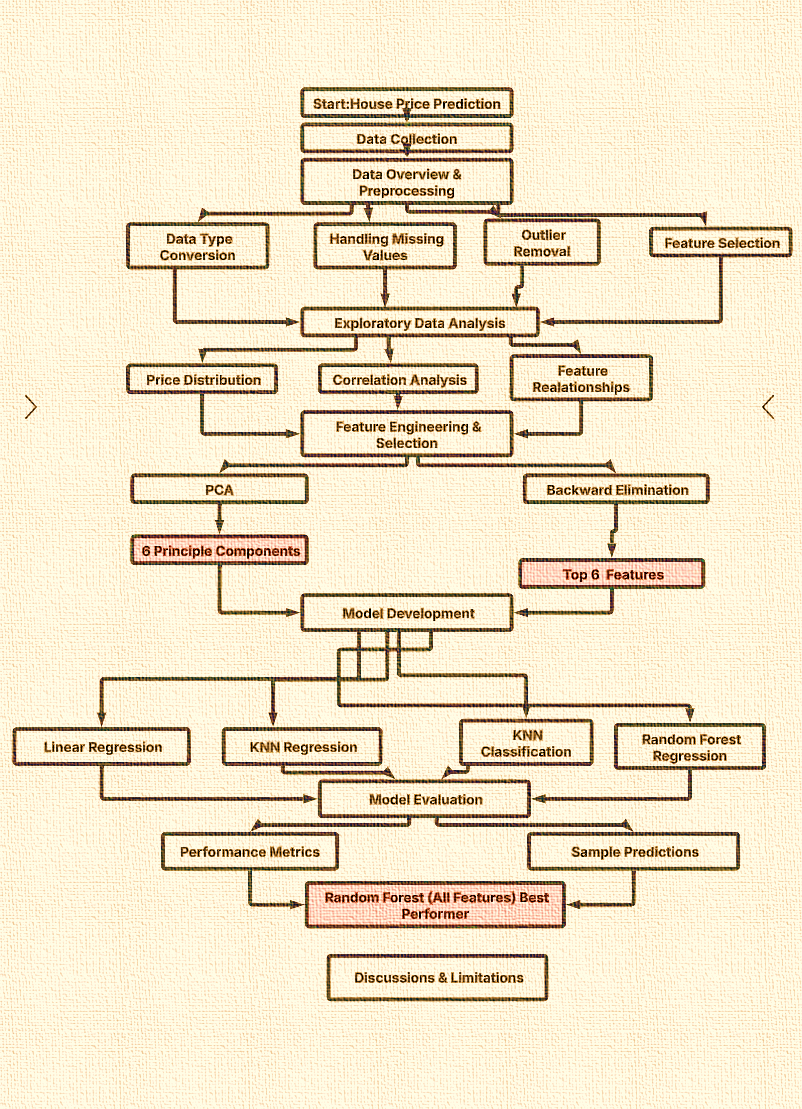 Start:House Price Prediction
Data Collection
Data Overview &
Preprocessing
Data Type
Conversion
Handling Missing
Values
Outlier
Removal
Feature Selection
Exploratory Data Analysis
Price Distribution
Correlation Analysis
Feature
Realationships
Feature Engineering &
Selection
PCA
Backward Elimination
6 Principle Components
Top 6 Features
Model Development
Linear Regression
KNN Regression
KNN
Classification
Random Forest
Regression
Model Evaluation
Performance Metrics
Sample Predictions
Random Forest (All Features) Best
Performer
Discussions & Limitations